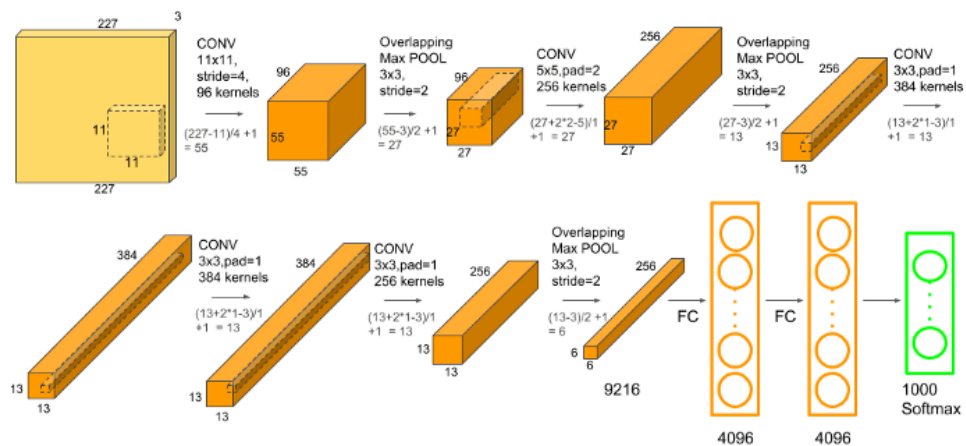 227
3
11
11
227
CONV
11x11,
stride=4,
96 kernels
(227-11)/4 +1
= 55
96
55
55
Overlapping
Max POOL
3x3,
stride=2
(55-3)/2 +1
= 27
96
27
27
CONV
5x5,pad=2
256 kernels
(27+2*2-5)/1
+1 = 27
256
27
27
Overlapping
Max POOL
3x3,
stride=2
(27-3)/2 +1
= 13
256
13
13
CONV
3x3,pad=1
384 kernels
(13+2*1-3)/1
+1 = 13
384
13
13
CONV
3x3,pad=1
384 kernels
(13+2*1-3)/1
+1 = 13
384
13
13
CONV
3x3,pad=1
256 kernels
(13+2*1-3)/1
+1 = 13
256
13
13
Overlapping
Max POOL
3x3,
stride=2
(13-3)/2 +1
= 6
256
6
6
9216
FC
4096
FC
4096
1000
Softmax